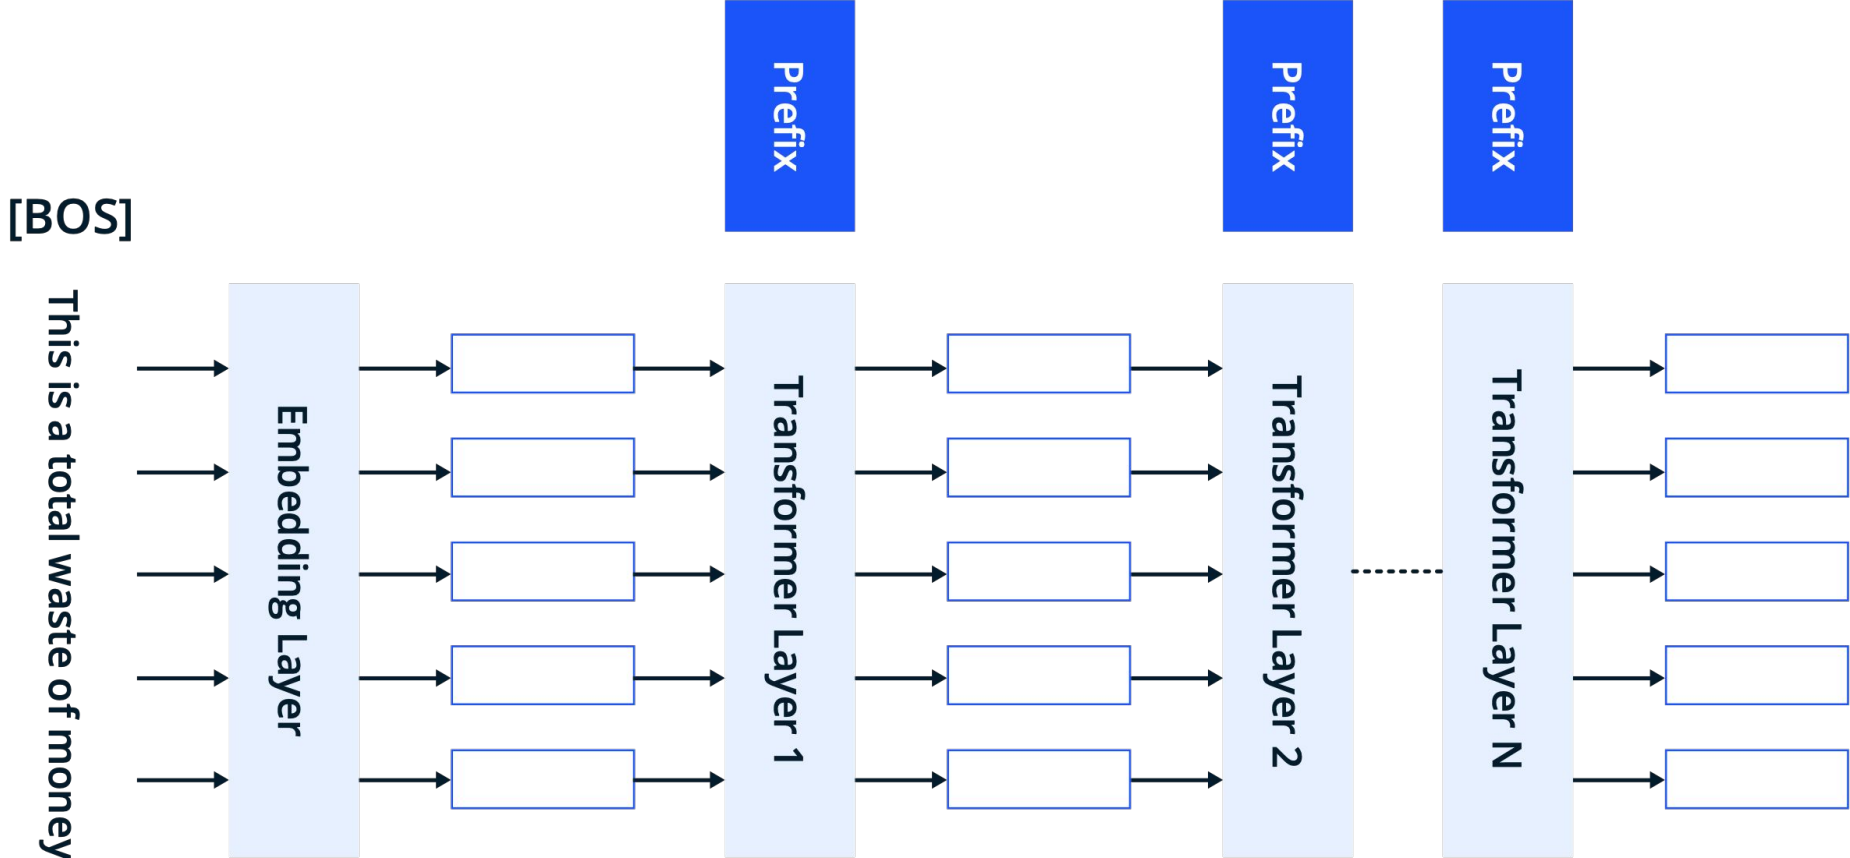 Prefix
Prefix
Prefix
[BOS]
This is a total waste of money
Embedding Layer
Transformer Layer 1
Transformer Layer 2
Transformer Layer N